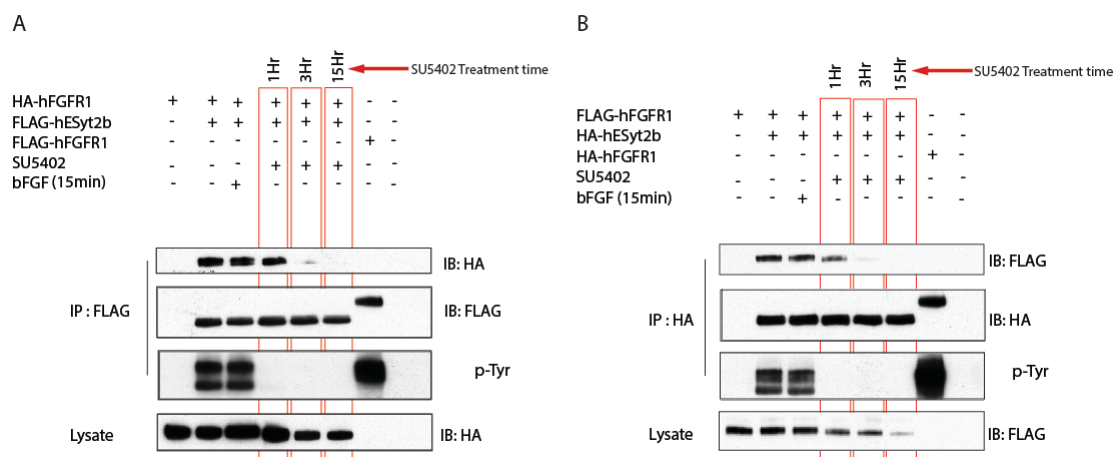 A
1Hr 3Hr 15Hr SU5402 Treatment time
HA-hFGFR1 + + + + + + - -
FLAG-hESyt2b - + + + + + - -
FLAG-hFGFR1 - - - - - - + -
SU5402 - - - + + + - -
bFGF (15min) - - + - - - - -
IP : FLAG
IB: HA
IB: FLAG
p-Tyr
Lysate IB: HA
B
1Hr 3Hr 15Hr SU5402 Treatment time
FLAG-hFGFR1 + + + + + + - -
HA-hESyt2b - + + + + + - -
HA-hFGFR1 - - - - - - + -
SU5402 - - - + + + - -
bFGF (15min) - - + - - - - -
IP : HA
IB: FLAG
IB: HA
p-Tyr
Lysate IB: FLAG